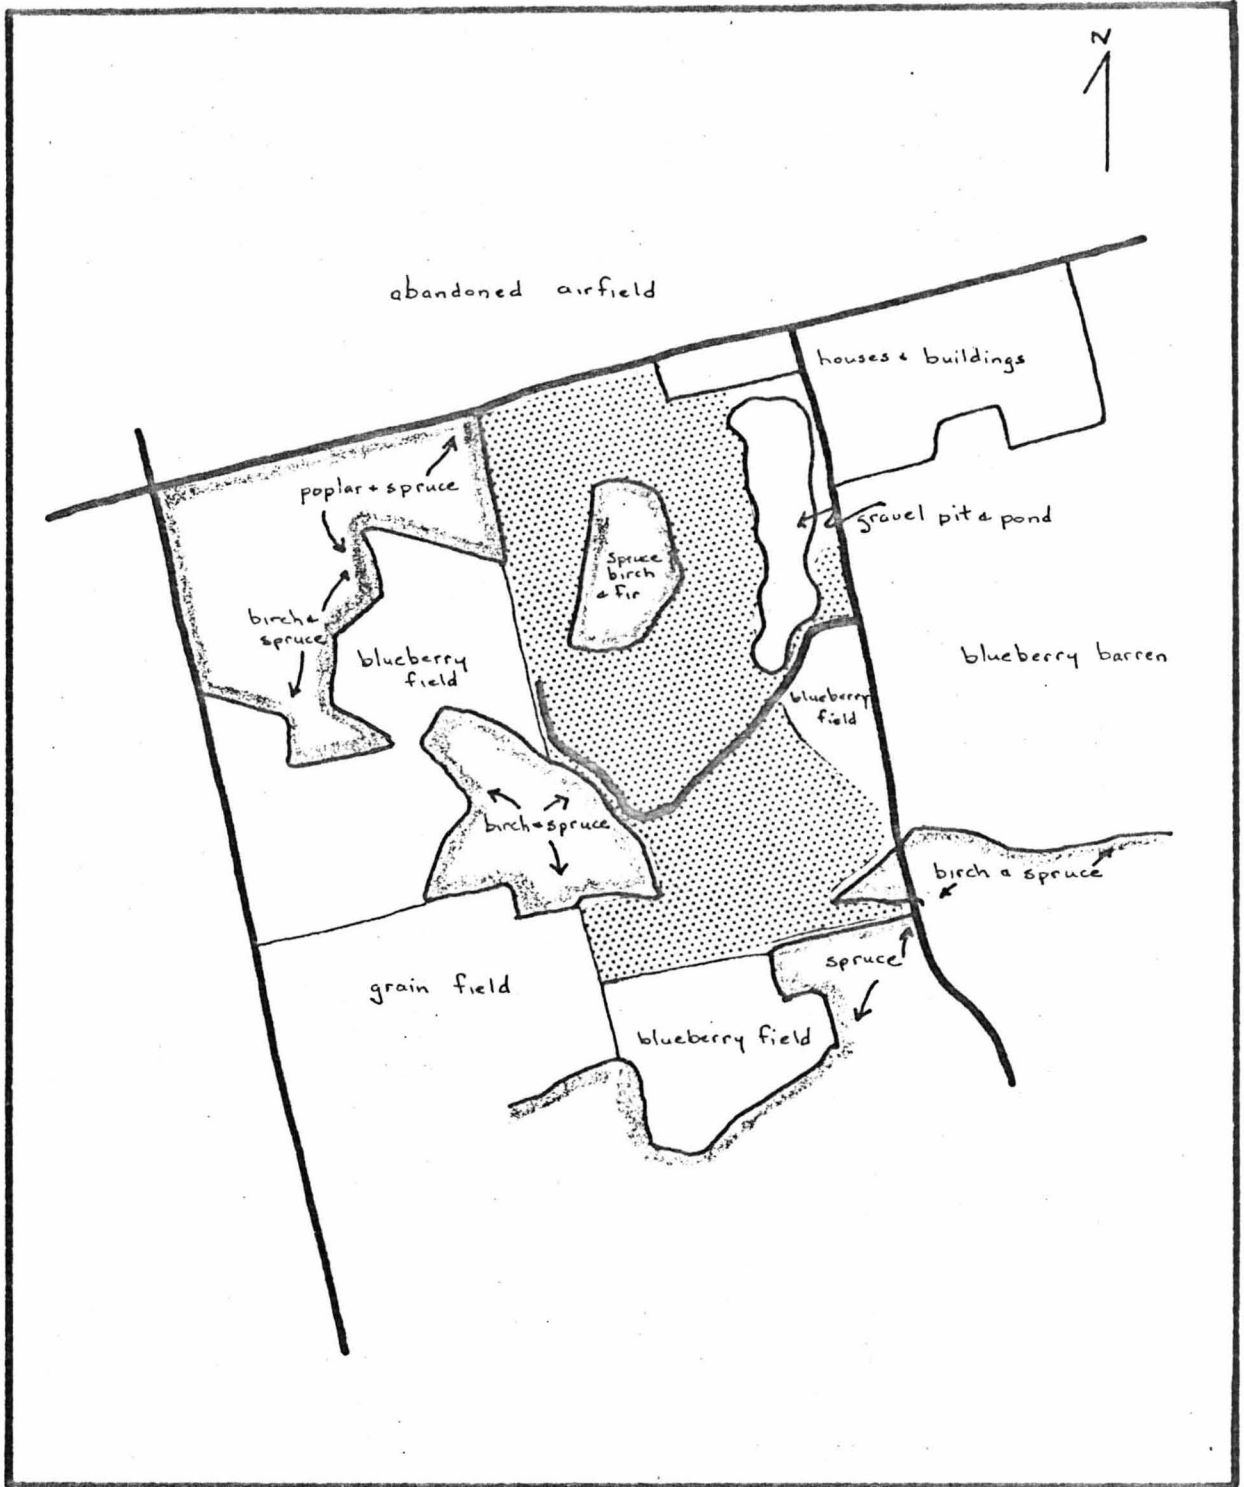 N
abandoned airfield
houses & buildings
poplar + spruce
gravel pit & pond
spruce
birch
& fir
birch &
spruce
blueberry
field
blueberry barren
blueberry
field
birch & spruce
birch & spruce
spruce
grain field
blueberry field